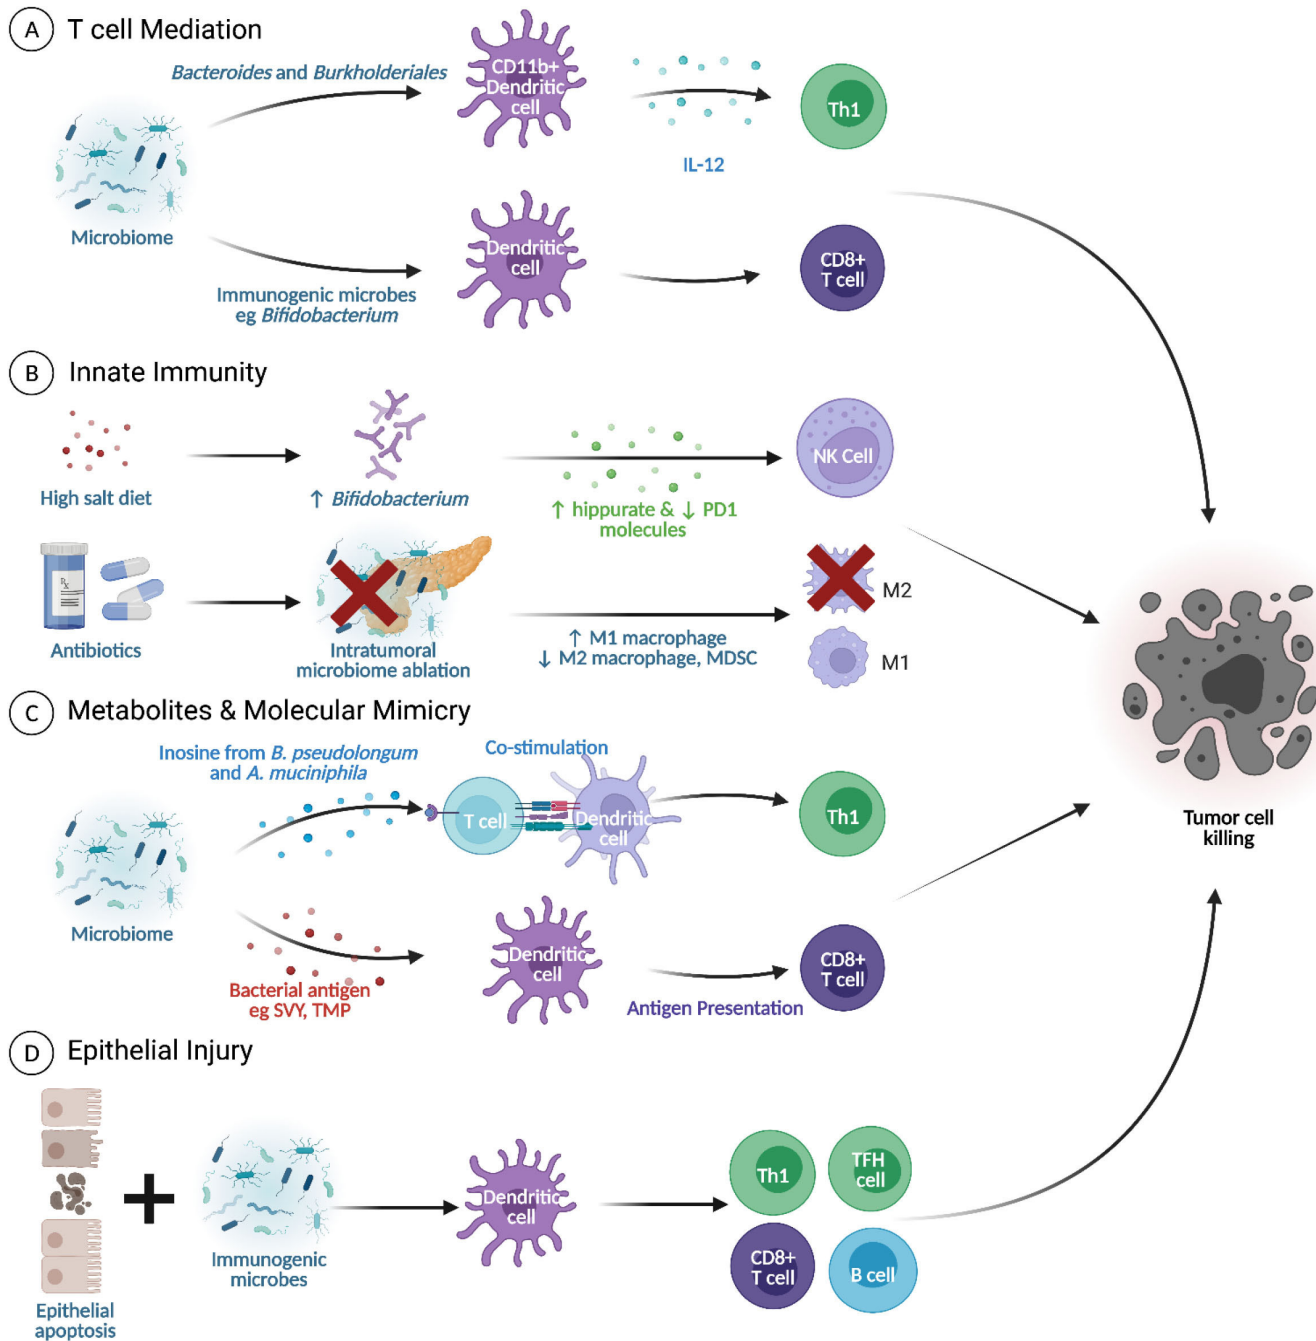 A T cell Mediation
Bacteroides and Burkholderiales
CD11b+
Dendritic
cell
Th1
IL-12
Microbiome
Dendritic
cell
CD8+
T cell
Immunogenic microbes
eg Bifidobacterium
B Innate Immunity
NK Cell
High salt diet
↑ Bifidobacterium
↑ hippurate & ↓ PD1
molecules
Rx
M2
Antibiotics
Intratumoral
microbiome ablation
↑ M1 macrophage
↓ M2 macrophage, MDSC
M1
C Metabolites & Molecular Mimicry
Inosine from B. pseudolongum
and A. muciniphila
Co-stimulation
T cell
Dendritic
cell
Th1
Tumor cell
killing
Microbiome
Dendritic
cell
CD8+
T cell
Bacterial antigen
eg SVY, TMP
Antigen Presentation
D Epithelial Injury
Th1
TFH
cell
Dendritic
cell
Immunogenic
microbes
CD8+
T cell
B cell
Epithelial
apoptosis